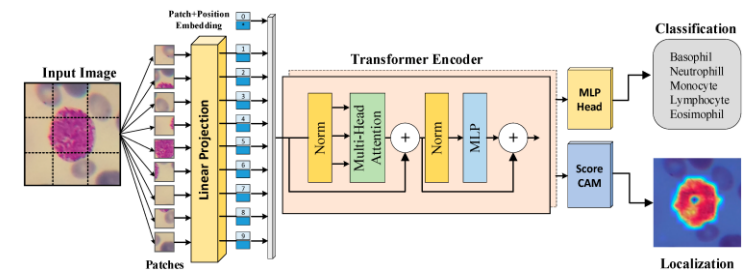 Patch+Position
Embedding
Classification
Input Image
Linear Projection
0
*
1
2
3
4
5
6
7
8
9
Patches
Transformer Encoder
Norm
Multi-Head
Attention
+
Norm
MLP
+
MLP
Head
Score
CAM
Basophil
Neutrophill
Monocyte
Lymphocyte
Eosimophil
Localization